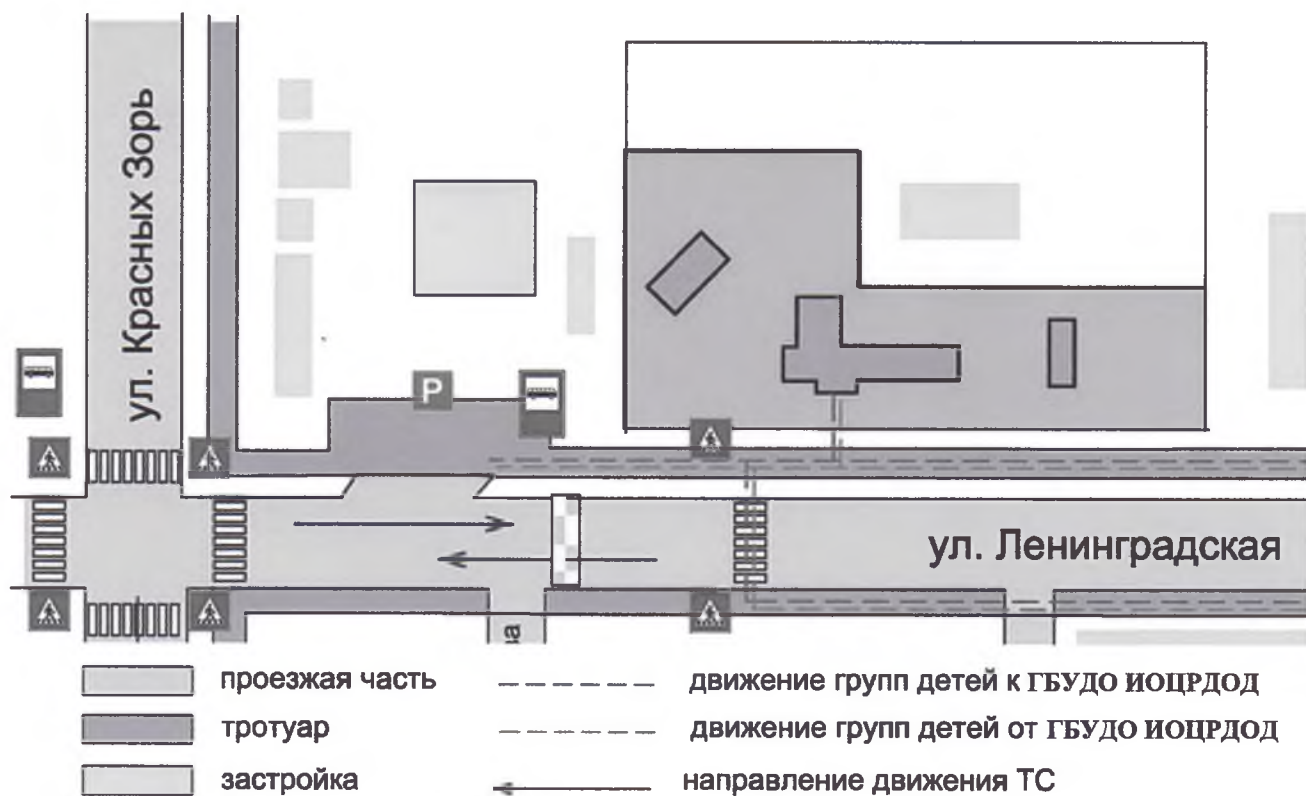 ул. Красных Зорь
P
ул. Ленинградская
проезжая часть
движение групп детей к ГБУДО ИОЦРДОД
тротуар
движение групп детей от ГБУДО ИОЦРДОД
застройка
направление движения ТС